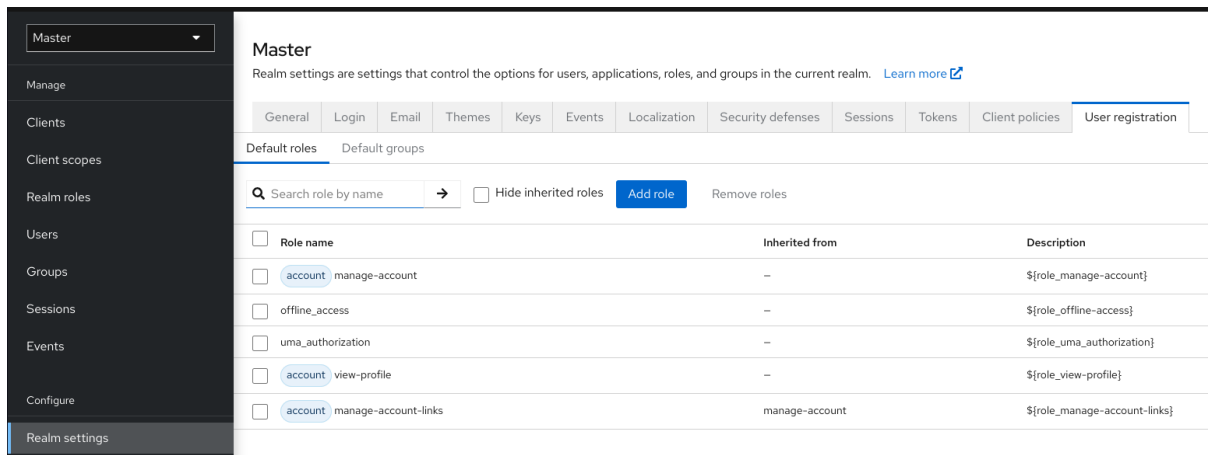 Master
Manage
Clients
Client scopes
Realm roles
Users
Groups
Sessions
Events
Configure
Realm settings
Master
Realm settings are settings that control the options for users, applications, roles, and groups in the current realm. Learn more
General Login Email Themes Keys Events Localization Security defenses Sessions Tokens Client policies User registration
Default roles Default groups
Search role by name Hide inherited roles Add role Remove roles
Role name Inherited from Description
account manage-account – ${role_manage-account}
offline_access – ${role_offline-access}
uma_authorization – ${role_uma_authorization}
account view-profile – ${role_view-profile}
account manage-account-links manage-account ${role_manage-account-links}